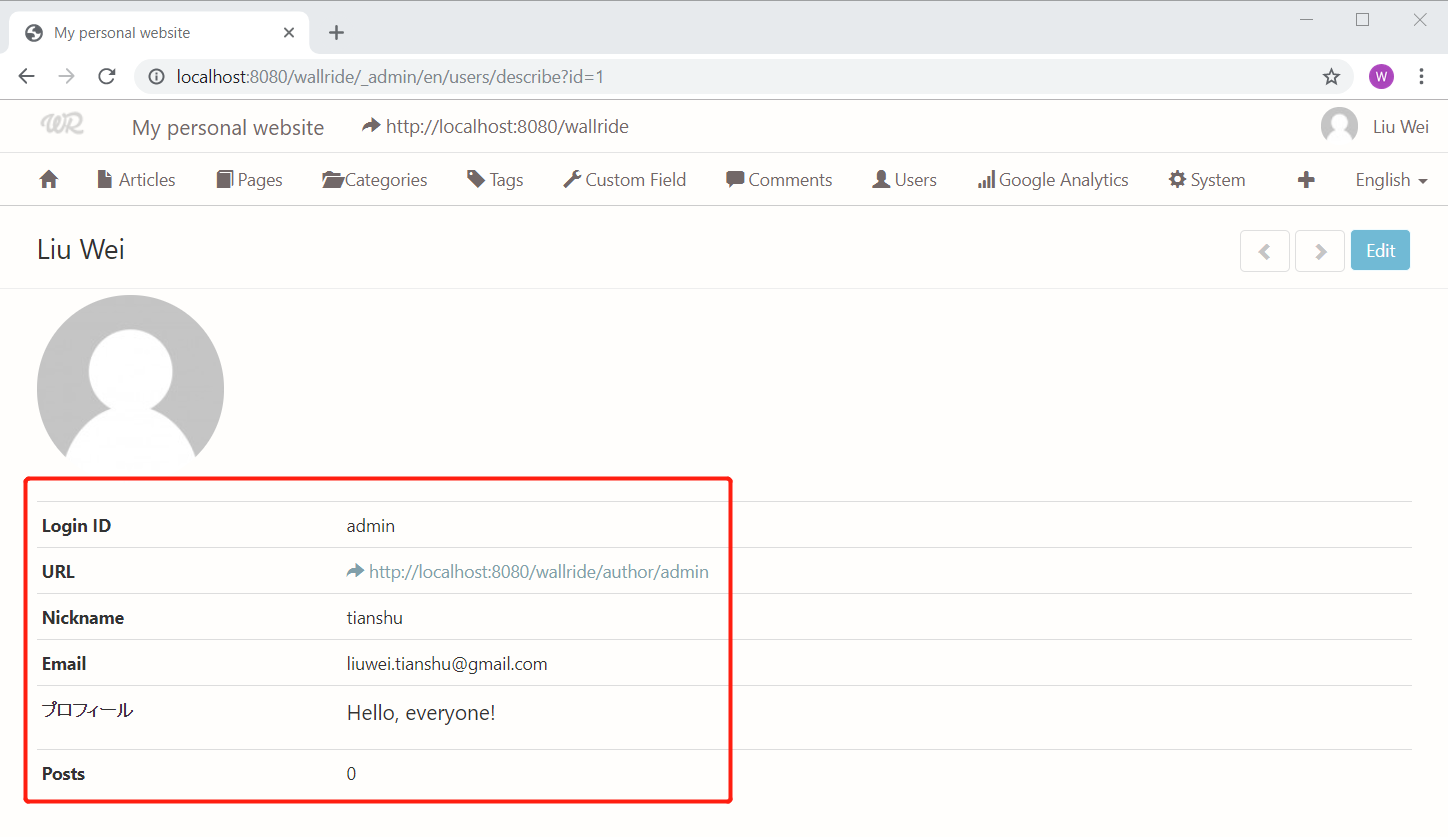 My personal website
localhost:8080/wallride/_admin/en/users/describe?id=1
W
WR My personal website http://localhost:8080/wallride Liu Wei
Articles Pages Categories Tags Custom Field Comments Users Google Analytics System English
Liu Wei Edit
Login ID admin
URL http://localhost:8080/wallride/author/admin
Nickname tianshu
Email liuwei.tianshu@gmail.com
プロフィール Hello, everyone!
Posts 0